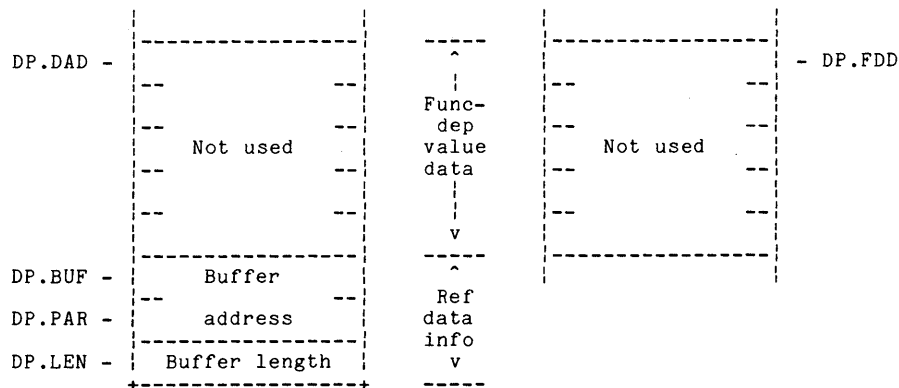 DP.DAD - - DP.FDD
Func-
dep
Not used value Not used
data
DP.BUF - Buffer
Ref
DP.PAR - address data
info
DP.LEN - Buffer length